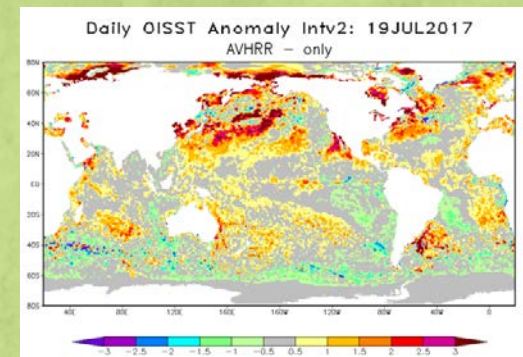 Daily OISST Anomaly Intv2: 19JUL2017
AVHRR – only
80N
60N
40N
20N
EQ
20S
40S
60S
80S
40E
80E
120E
160E
160W
120W
80W
40W
0
-3 -2.5 -2 -1.5 -1 -0.5 0.5 1 1.5 2 2.5 3